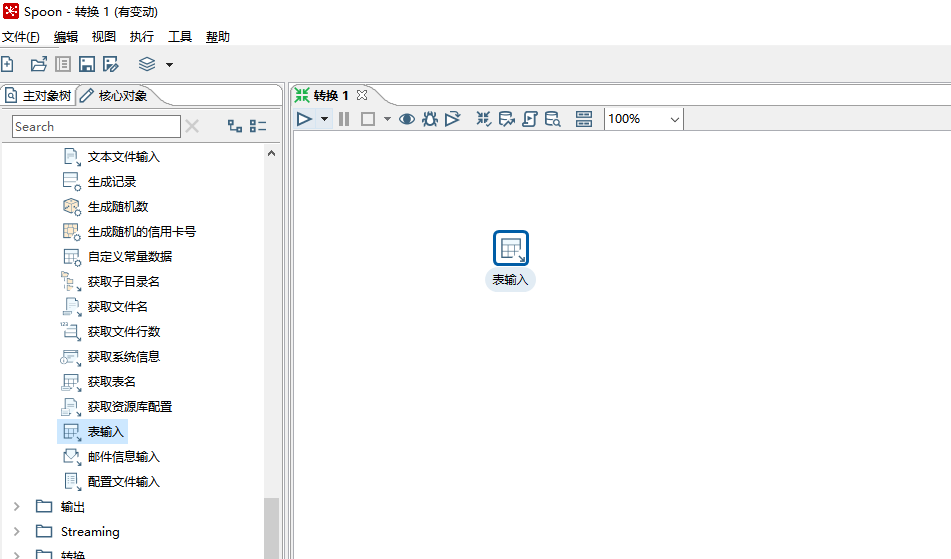 Spoon - 转换 1 (有变动)
文件(F) 编辑 视图 执行 工具 帮助
主对象树 核心对象
转换 1
Search
100%
文本文件输入
生成记录
生成随机数
生成随机的信用卡号
自定义常量数据
获取子目录名
获取文件名
获取文件行数
获取系统信息
获取表名
获取资源库配置
表输入
邮件信息输入
配置文件输入
输出
Streaming
转换
表输入